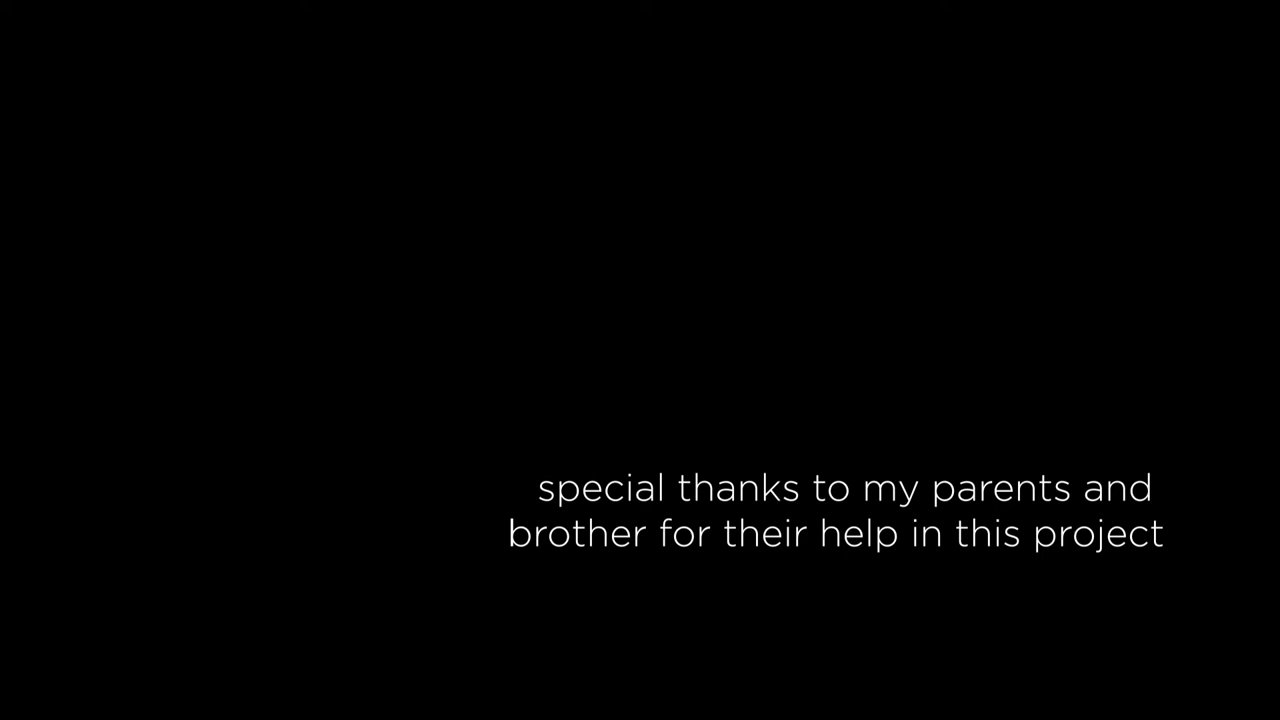 special thanks to my parents and
brother for their help in this project